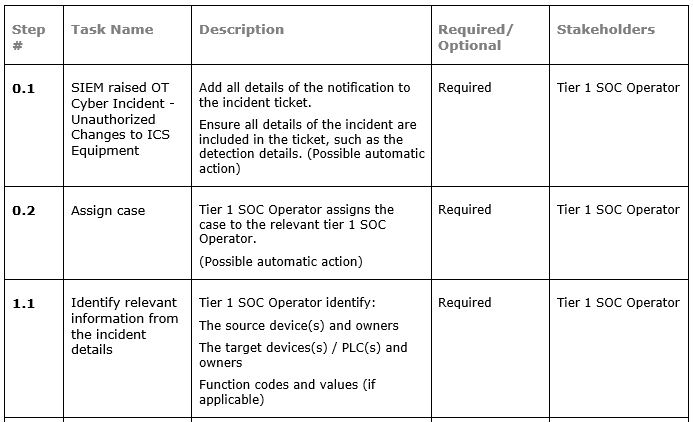 Step #
Task Name
Description
Required/ Optional
Stakeholders
0.1
SIEM raised OT
Cyber Incident -
Unauthorized
Changes to ICS
Equipment
Add all details of the notification to
the incident ticket.
Ensure all details of the incident are
included in the ticket, such as the
detection details. (Possible automatic
action)
Required
Tier 1 SOC Operator
0.2
Assign case
Tier 1 SOC Operator assigns the
case to the relevant tier 1 SOC
Operator.
(Possible automatic action)
Required
Tier 1 SOC Operator
1.1
Identify relevant
information from
the incident
details
Tier 1 SOC Operator identify:
The source device(s) and owners
The target devices(s) / PLC(s) and
owners
Function codes and values (if
applicable)
Required
Tier 1 SOC Operator